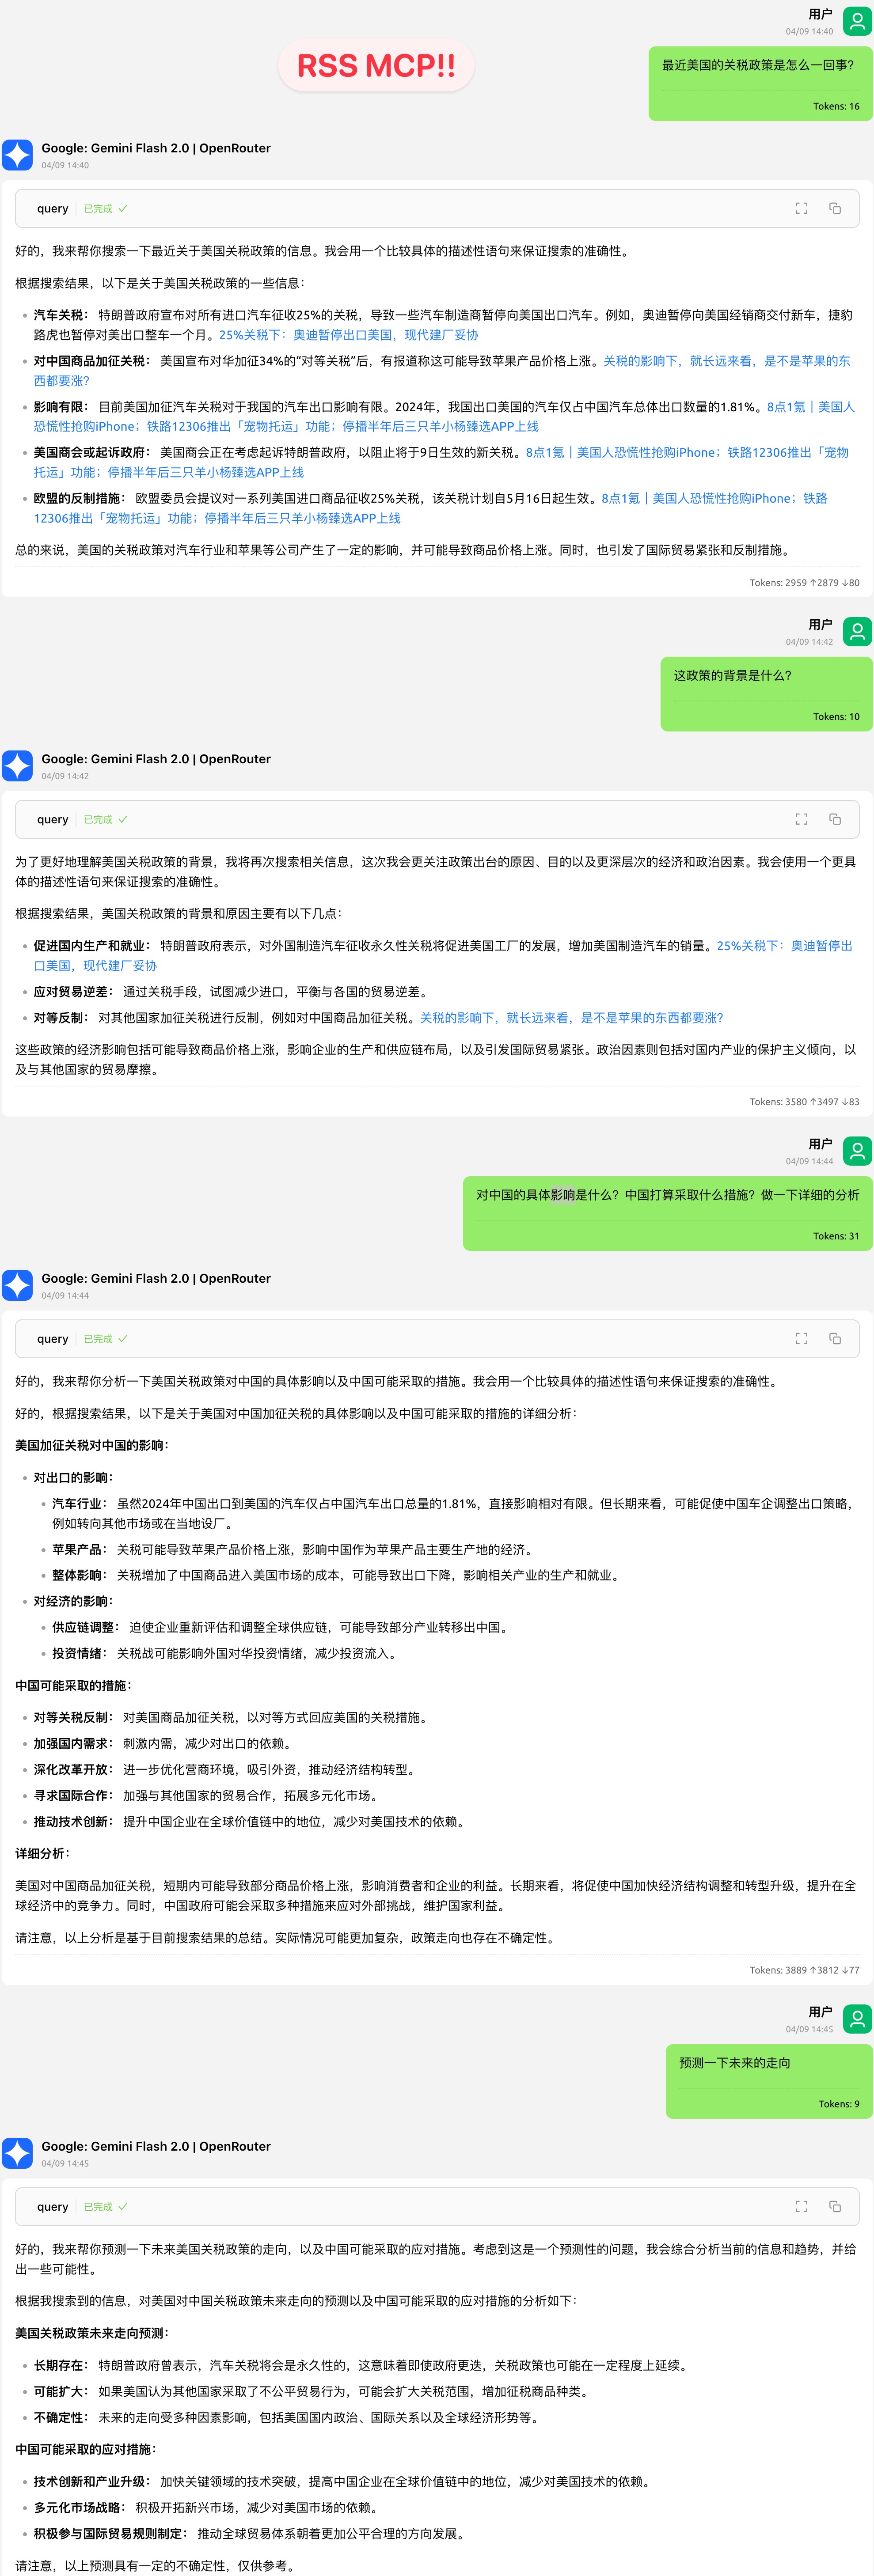 用户
04/09 14:40
RSS MCP!!
最近美国的关税政策是怎么一回事？
Tokens: 16
Google: Gemini Flash 2.0 | OpenRouter
04/09 14:40
query 已完成
好的，我来帮你搜索一下最近关于美国关税政策的信息。我会用一个比较具体的描述性语句来保证搜索的准确性。
根据搜索结果，以下是关于美国关税政策的一些信息：
汽车关税： 特朗普政府宣布对所有进口汽车征收25%的关税，导致一些汽车制造商暂停向美国出口汽车。例如，奥迪暂停向美国经销商交付新车，捷豹
路虎也暂停对美出口整车一个月。25%关税下：奥迪暂停出口美国，现代建厂妥协
对中国商品加征关税： 美国宣布对华加征34%的“对等关税”后，有报道称这可能导致苹果产品价格上涨。关税的影响下，就长远来看，是不是苹果的东
西都要涨？
影响有限： 目前美国加征汽车关税对于我国的汽车出口影响有限。2024年，我国出口美国的汽车仅占中国汽车总体出口数量的1.81%。8点1氪｜美国人
恐慌性抢购iPhone；铁路12306推出「宠物托运」功能；停播半年后三只羊小杨臻选APP上线
美国商会或起诉政府： 美国商会正在考虑起诉特朗普政府，以阻止将于9日生效的新关税。8点1氪｜美国人恐慌性抢购iPhone；铁路12306推出「宠物
托运」功能；停播半年后三只羊小杨臻选APP上线
欧盟的反制措施： 欧盟委员会提议对一系列美国进口商品征收25%关税，该关税计划自5月16日起生效。8点1氪｜美国人恐慌性抢购iPhone；铁路
12306推出「宠物托运」功能；停播半年后三只羊小杨臻选APP上线
总的来说，美国的关税政策对汽车行业和苹果等公司产生了一定的影响，并可能导致商品价格上涨。同时，也引发了国际贸易紧张和反制措施。
Tokens: 2959 ↑2879 ↓80
用户
04/09 14:42
这政策的背景是什么？
Tokens: 10
Google: Gemini Flash 2.0 | OpenRouter
04/09 14:42
query 已完成
为了更好地理解美国关税政策的背景，我将再次搜索相关信息，这次我会更关注政策出台的原因、目的以及更深层次的经济和政治因素。我会使用一个更具
体的描述性语句来保证搜索的准确性。
根据搜索结果，美国关税政策的背景和原因主要有以下几点：
促进国内生产和就业： 特朗普政府表示，对外国制造汽车征收永久性关税将促进美国工厂的发展，增加美国制造汽车的销量。25%关税下：奥迪暂停出
口美国，现代建厂妥协
应对贸易逆差： 通过关税手段，试图减少进口，平衡与各国的贸易逆差。
对等反制： 对其他国家加征关税进行反制，例如对中国商品加征关税。关税的影响下，就长远来看，是不是苹果的东西都要涨？
这些政策的经济影响包括可能导致商品价格上涨，影响企业的生产和供应链布局，以及引发国际贸易紧张。政治因素则包括对国内产业的保护主义倾向，以
及与其他国家的贸易摩擦。
Tokens: 3580 ↑3497 ↓83
用户
04/09 14:44
对中国的具体影响是什么？中国打算采取什么措施？做一下详细的分析
Tokens: 31
Google: Gemini Flash 2.0 | OpenRouter
04/09 14:44
query 已完成
好的，我来帮你分析一下美国关税政策对中国的具体影响以及中国可能采取的措施。我会用一个比较具体的描述性语句来保证搜索的准确性。
好的，根据搜索结果，以下是关于美国对中国加征关税的具体影响以及中国可能采取的措施的详细分析：
美国加征关税对中国的影响：
对出口的影响：
汽车行业： 虽然2024年中国出口到美国的汽车仅占中国汽车出口总量的1.81%，直接影响相对有限。但长期来看，可能促使中国车企调整出口策略，
例如转向其他市场或在当地设厂。
苹果产品： 关税可能导致苹果产品价格上涨，影响中国作为苹果产品主要生产地的经济。
整体影响： 关税增加了中国商品进入美国市场的成本，可能导致出口下降，影响相关产业的生产和就业。
对经济的影响：
供应链调整： 迫使企业重新评估和调整全球供应链，可能导致部分产业转移出中国。
投资情绪： 关税战可能影响外国对华投资情绪，减少投资流入。
中国可能采取的措施：
对等关税反制： 对美国商品加征关税，以对等方式回应美国的关税措施。
加强国内需求： 刺激内需，减少对出口的依赖。
深化改革开放： 进一步优化营商环境，吸引外资，推动经济结构转型。
寻求国际合作： 加强与其他国家的贸易合作，拓展多元化市场。
推动技术创新： 提升中国企业在全球价值链中的地位，减少对美国技术的依赖。
详细分析：
美国对中国商品加征关税，短期内可能导致部分商品价格上涨，影响消费者和企业的利益。长期来看，将促使中国加快经济结构调整和转型升级，提升在全
球经济中的竞争力。同时，中国政府可能会采取多种措施来应对外部挑战，维护国家利益。
请注意，以上分析是基于目前搜索结果的总结。实际情况可能更加复杂，政策走向也存在不确定性。
Tokens: 3889 ↑3812 ↓77
用户
04/09 14:45
预测一下未来的走向
Tokens: 9
Google: Gemini Flash 2.0 | OpenRouter
04/09 14:45
query 已完成
好的，我来帮你预测一下未来美国关税政策的走向，以及中国可能采取的应对措施。考虑到这是一个预测性的问题，我会综合分析当前的信息和趋势，并给
出一些可能性。
根据我搜索到的信息，对美国对中国关税政策未来走向的预测以及中国可能采取的应对措施的分析如下：
美国关税政策未来走向预测：
长期存在： 特朗普政府曾表示，汽车关税将会是永久性的，这意味着即使政府更迭，关税政策也可能在一定程度上延续。
可能扩大： 如果美国认为其他国家采取了不公平贸易行为，可能会扩大关税范围，增加征税商品种类。
不确定性： 未来的走向受多种因素影响，包括美国国内政治、国际关系以及全球经济形势等。
中国可能采取的应对措施：
技术创新和产业升级： 加快关键领域的技术突破，提高中国企业在全球价值链中的地位，减少对美国技术的依赖。
多元化市场战略： 积极开拓新兴市场，减少对美国市场的依赖。
积极参与国际贸易规则制定： 推动全球贸易体系朝着更加公平合理的方向发展。
请注意，以上预测具有一定的不确定性，仅供参考。